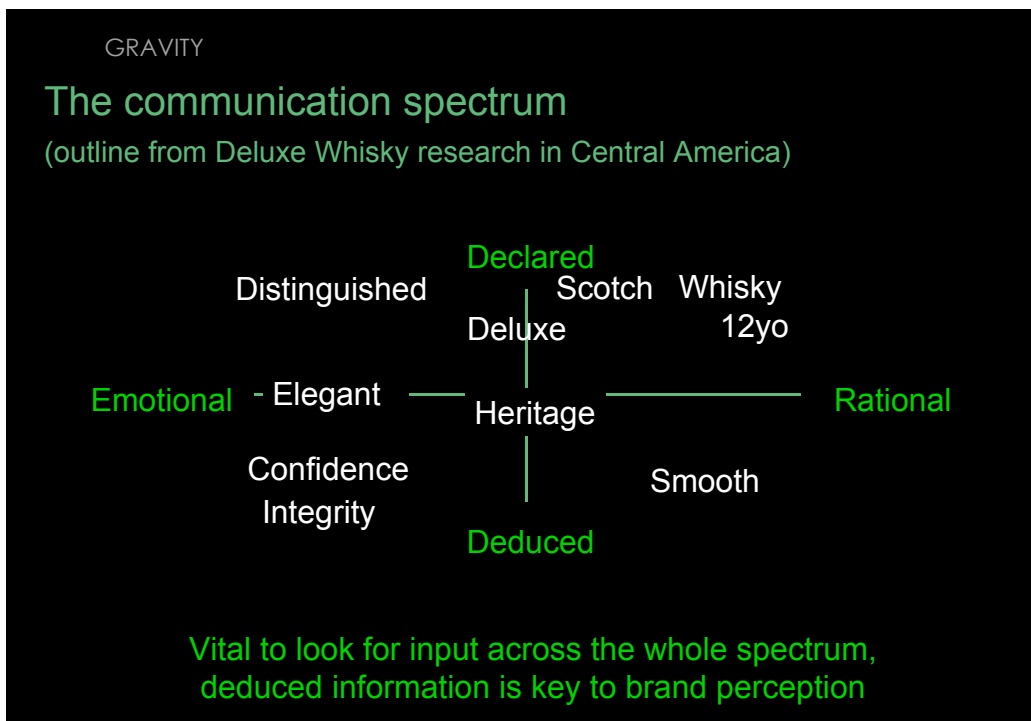 GRAVITY
The communication spectrum
(outline from Deluxe Whisky research in Central America)
Declared
Distinguished
Scotch Whisky
Deluxe
12yo
Emotional
Elegant
Heritage
Rational
Confidence
Smooth
Integrity
Deduced
Vital to look for input across the whole spectrum,
deduced information is key to brand perception